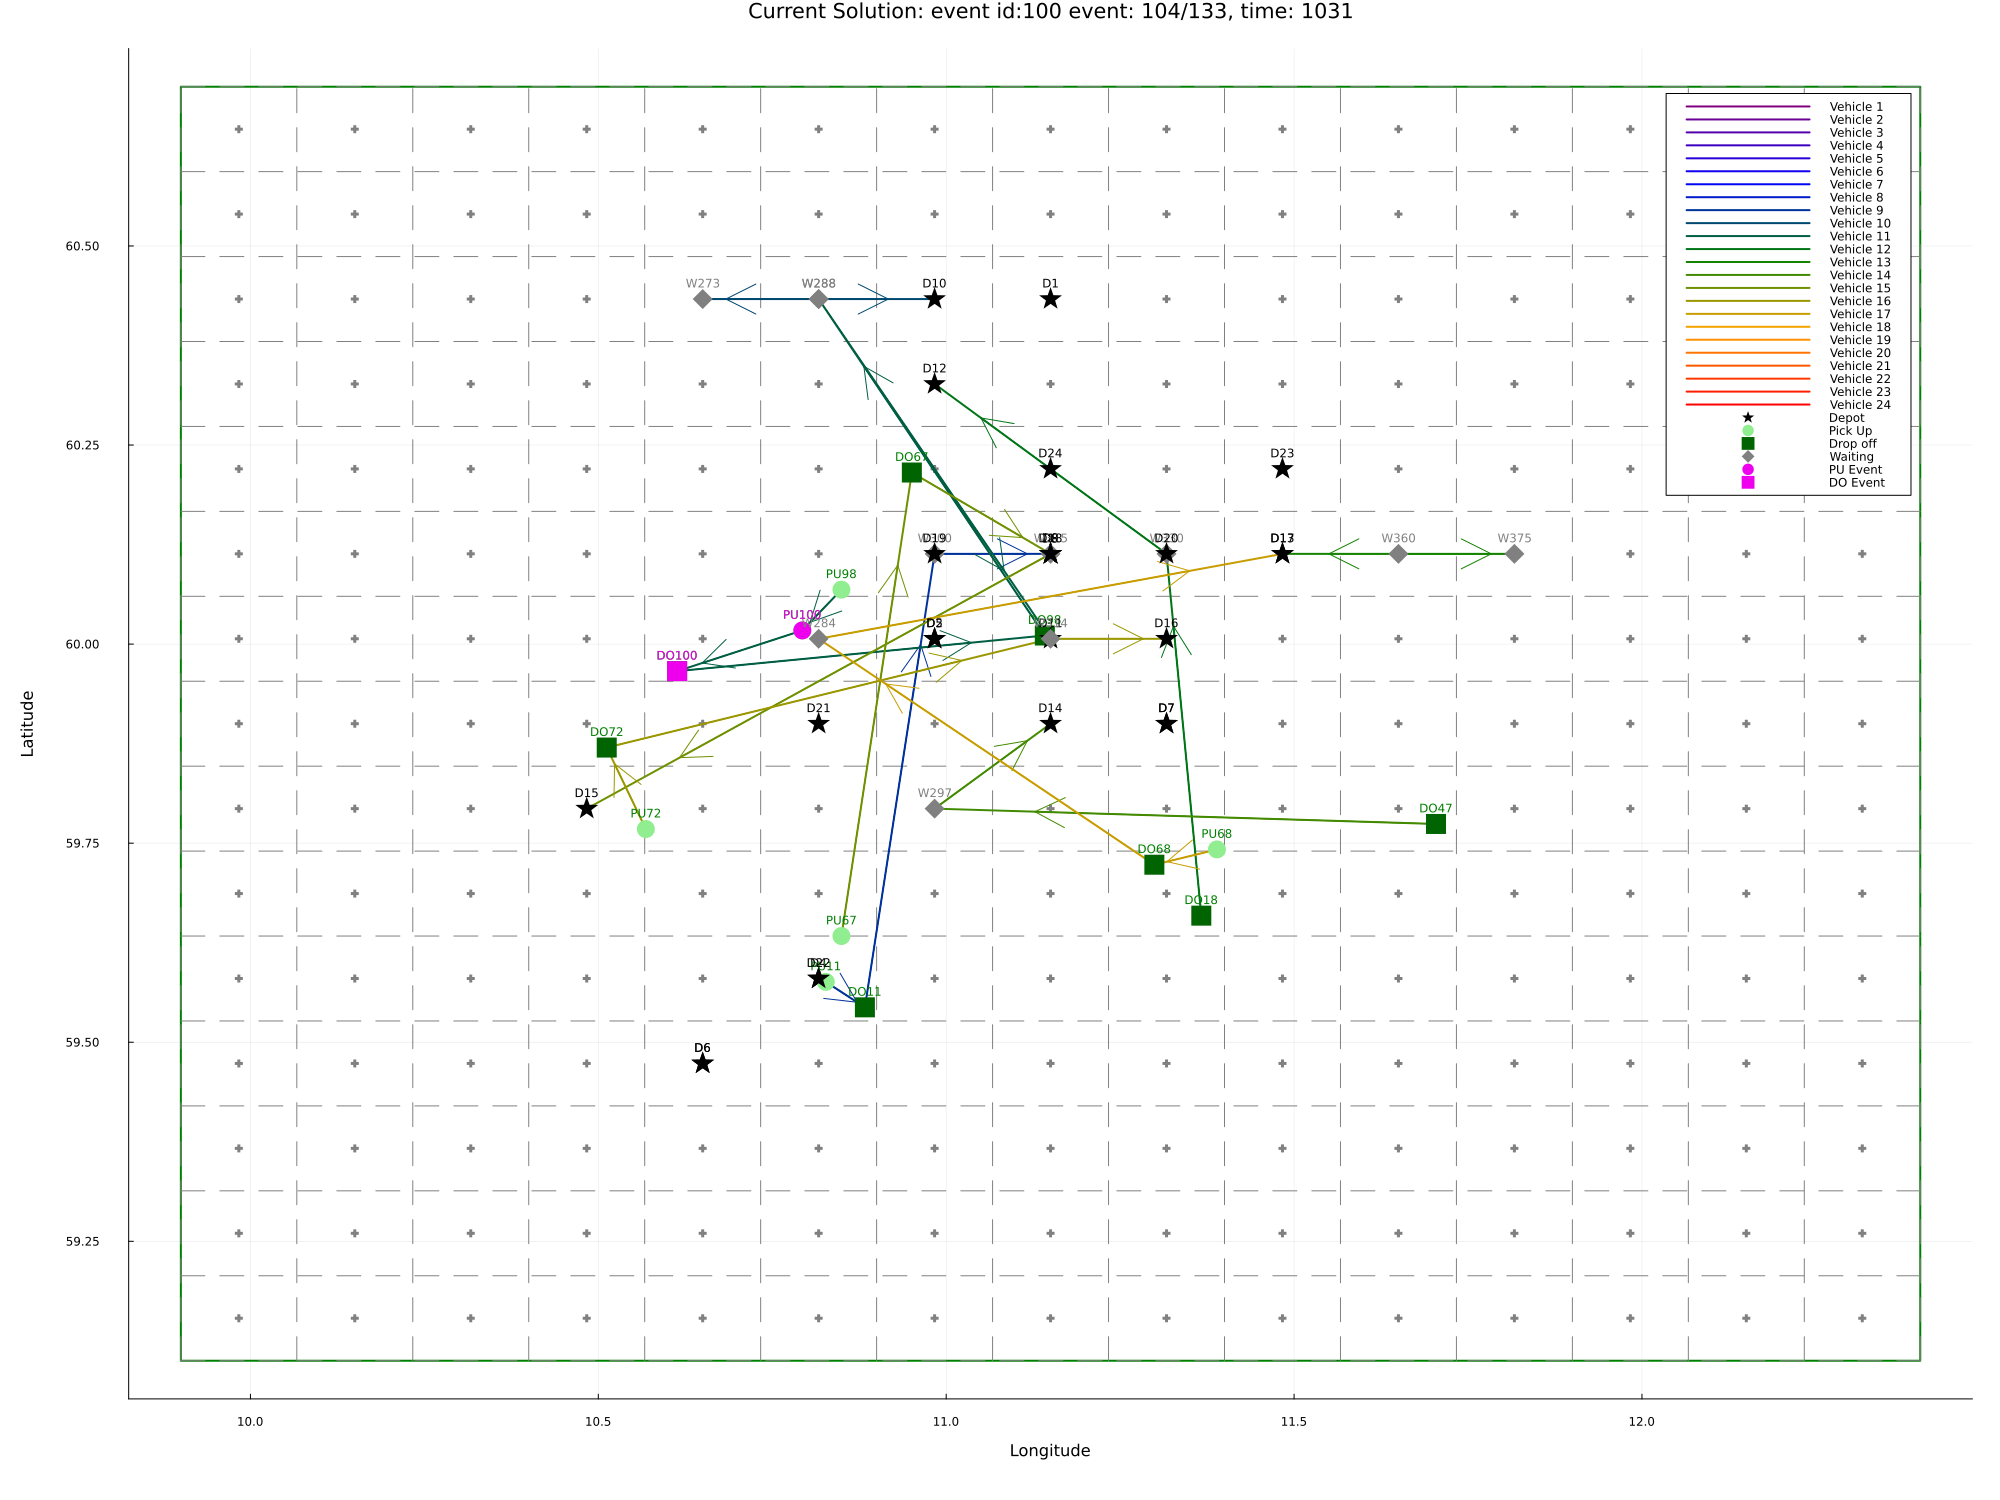 Current Solution: event id:100 event: 104/133, time: 1031
Vehicle 1
Vehicle 2
Vehicle 3
Vehicle 4
Vehicle 5
Vehicle 6
Vehicle 7
Vehicle 8
Vehicle 9
Vehicle 10
Vehicle 11
Vehicle 12
Vehicle 13
Vehicle 14
Vehicle 15
Vehicle 16
Vehicle 17
Vehicle 18
Vehicle 19
Vehicle 20
Vehicle 21
Vehicle 22
Vehicle 23
Vehicle 24
Depot
Pick Up
Drop off
Waiting
PU Event
DO Event
60.50
W273
W288
D10
D1
D12
60.25
DO67
D24
D23
D19
D20
W360
W375
PU98
PU100
60.00
D16
DO100
D21
D14
D7
DO72
D15
W297
DO47
PU72
59.75
PU68
DO68
DO18
PU67
DO11
59.50
D6
59.25
10.0
10.5
11.0
11.5
12.0
Longitude
Latitude